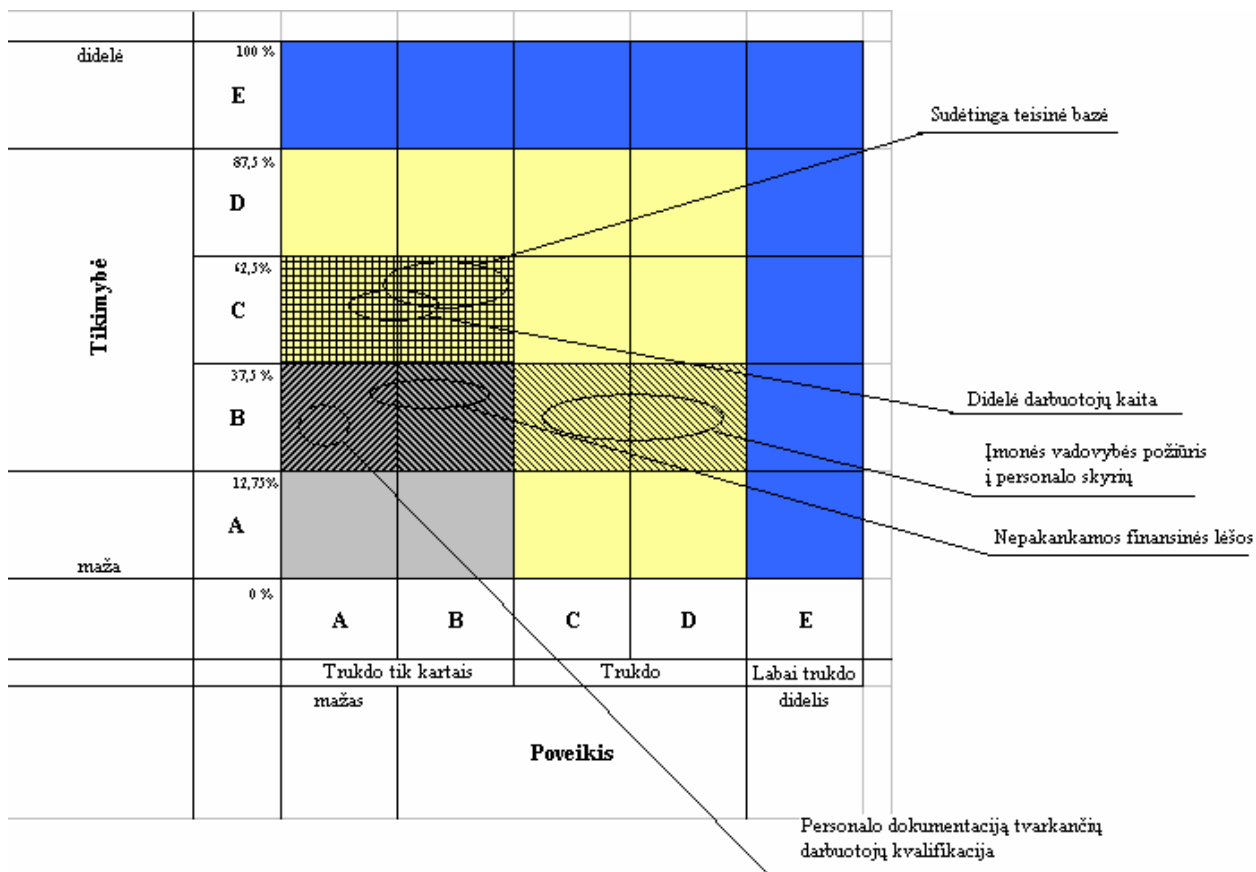 didelė
100 %
E
Sudėtinga teisinė bazė
87,5 %
D
Tikimybė
62,5%
C
37,5 %
B
Didelė darbuotojų kaita
Įmonės vadovybės požiūris
į personalo skyrių
12,75%
A
Nepakankamos finansinės lėšos
maža
0 %
A B C D E
Trukdo tik kartais Trukdo Labai trukdo
mažas didelis
Poveikis
Personalo dokumentaciją tvarkančių
darbuotojų kvalifikacija